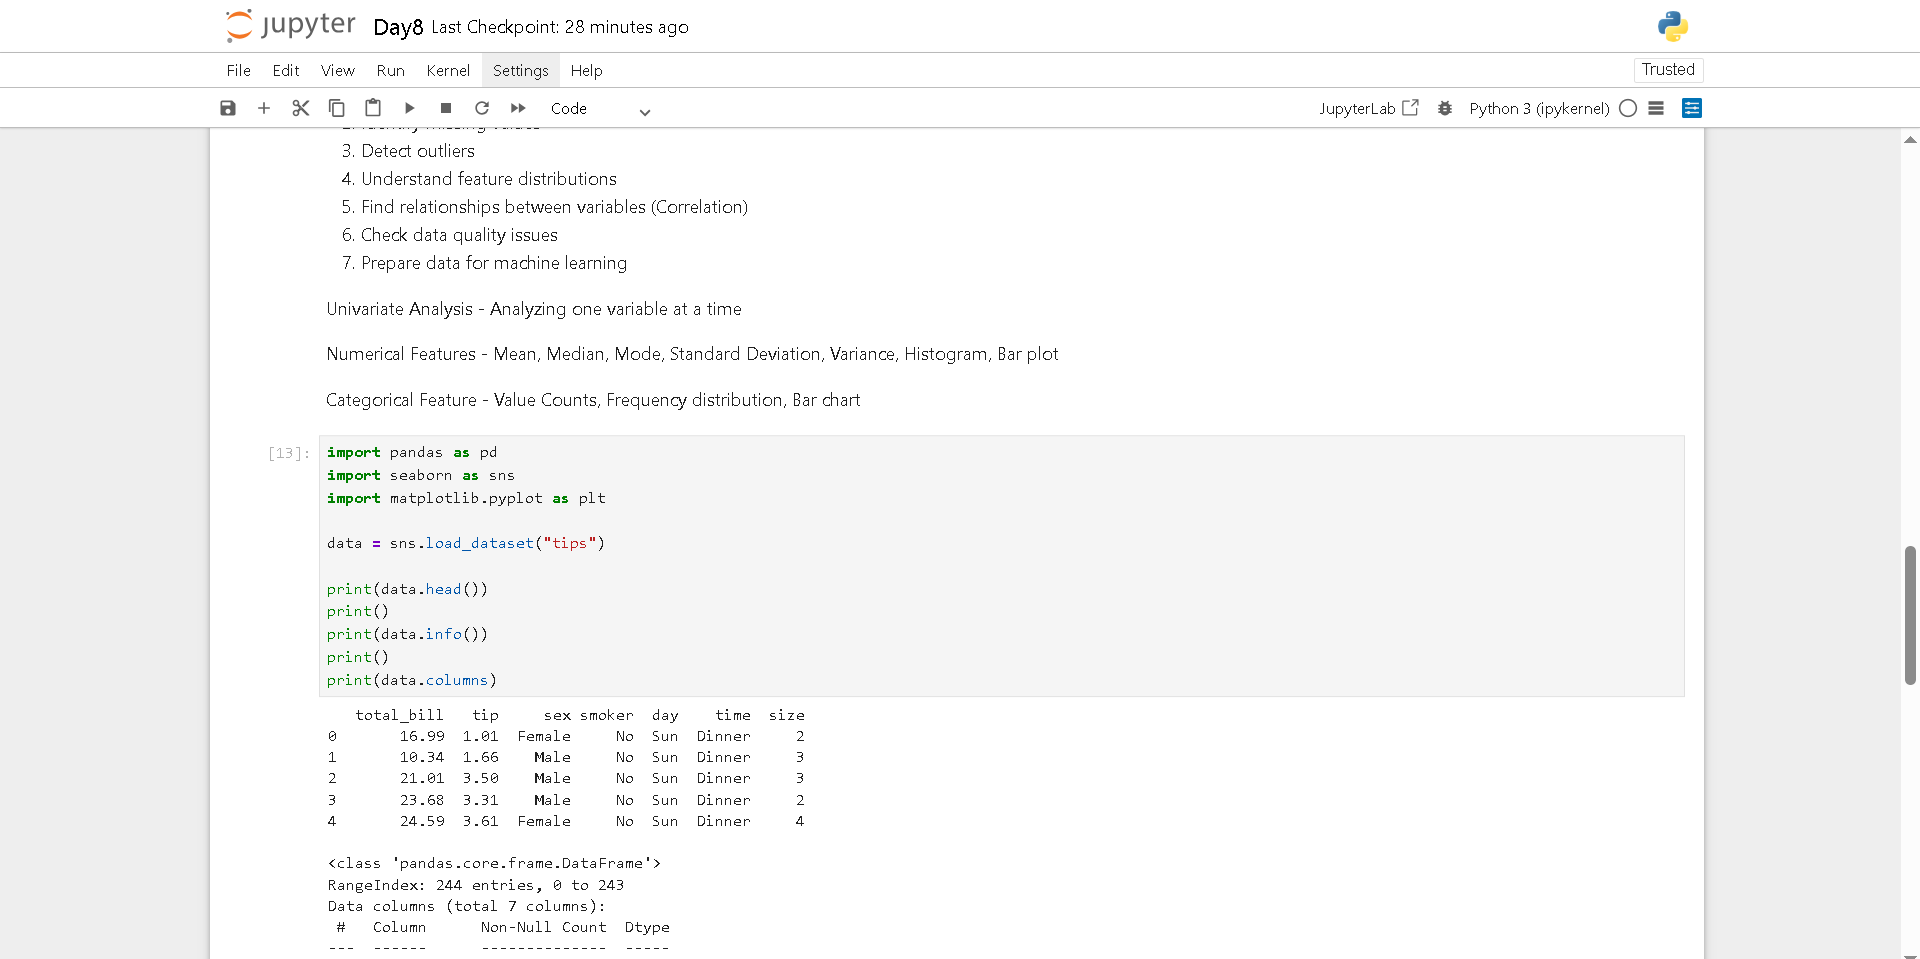 jupyter Day8 Last Checkpoint: 28 minutes ago
File Edit View Run Kernel Settings Help
Trusted
Code
JupyterLab
Python 3 (ipykernel)
2. Identify missing values
3. Detect outliers
4. Understand feature distributions
5. Find relationships between variables (Correlation)
6. Check data quality issues
7. Prepare data for machine learning
Univariate Analysis - Analyzing one variable at a time
Numerical Features - Mean, Median, Mode, Standard Deviation, Variance, Histogram, Bar plot
Categorical Feature - Value Counts, Frequency distribution, Bar chart
[13]:
import pandas as pd
import seaborn as sns
import matplotlib.pyplot as plt
data = sns.load_dataset("tips")
print(data.head())
print()
print(data.info())
print()
print(data.columns)
total_bill tip sex smoker day time size
0 16.99 1.01 Female No Sun Dinner 2
1 10.34 1.66 Male No Sun Dinner 3
2 21.01 3.50 Male No Sun Dinner 3
3 23.68 3.31 Male No Sun Dinner 2
4 24.59 3.61 Female No Sun Dinner 4
<class 'pandas.core.frame.DataFrame'>
RangeIndex: 244 entries, 0 to 243
Data columns (total 7 columns):
# Column Non-Null Count Dtype
--- ------ -------------- -----